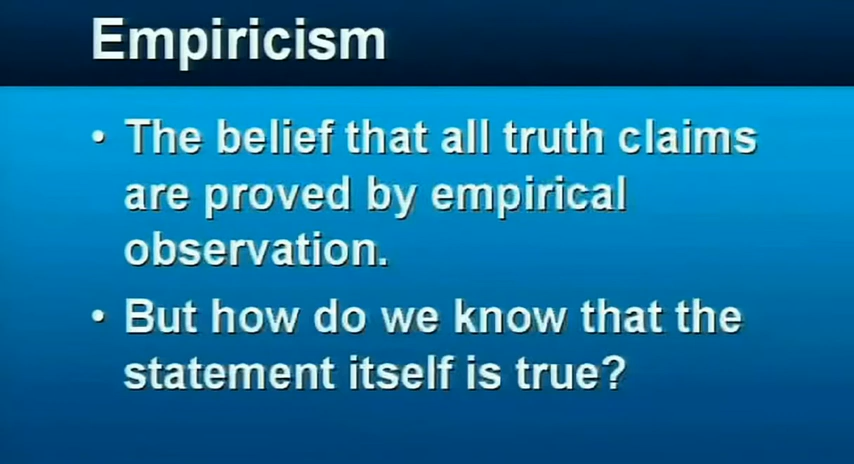 Empiricism
• The belief that all truth claims
are proved by empirical
observation.
• But how do we know that the
statement itself is true?